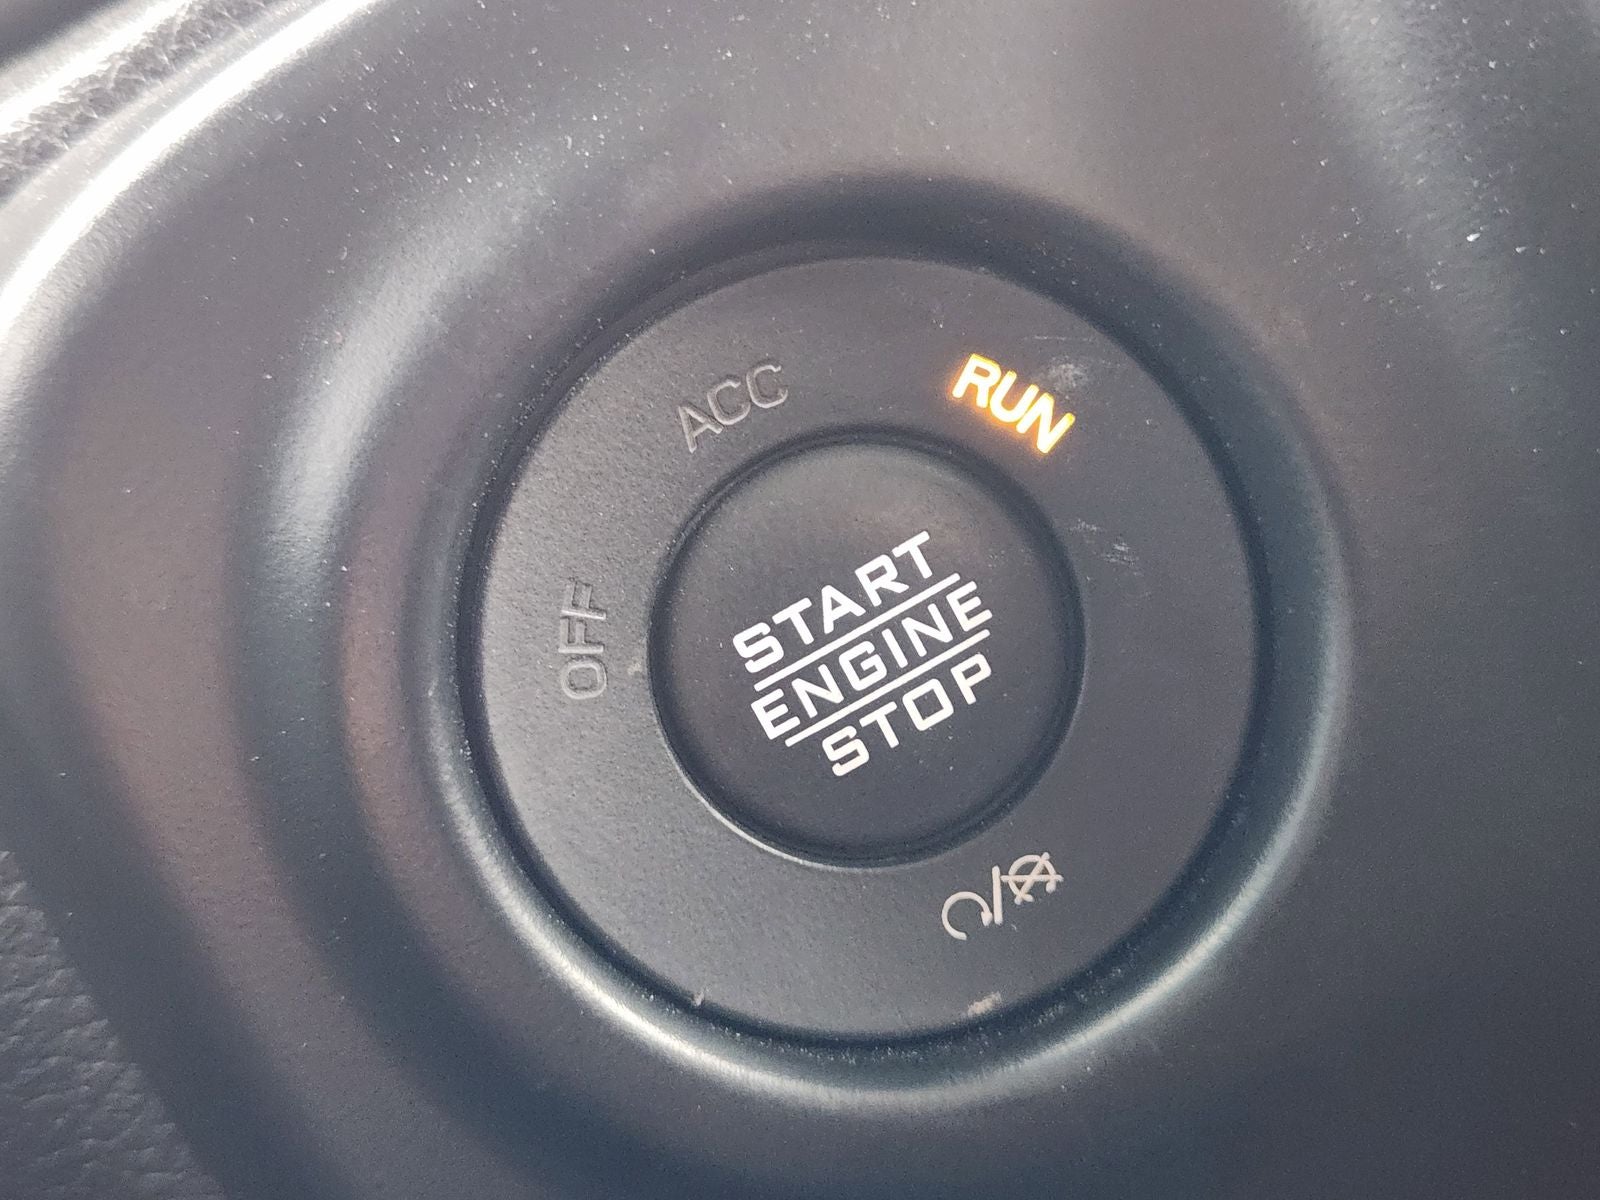 ACC
RUN
OFF
START
ENGINE
STOP